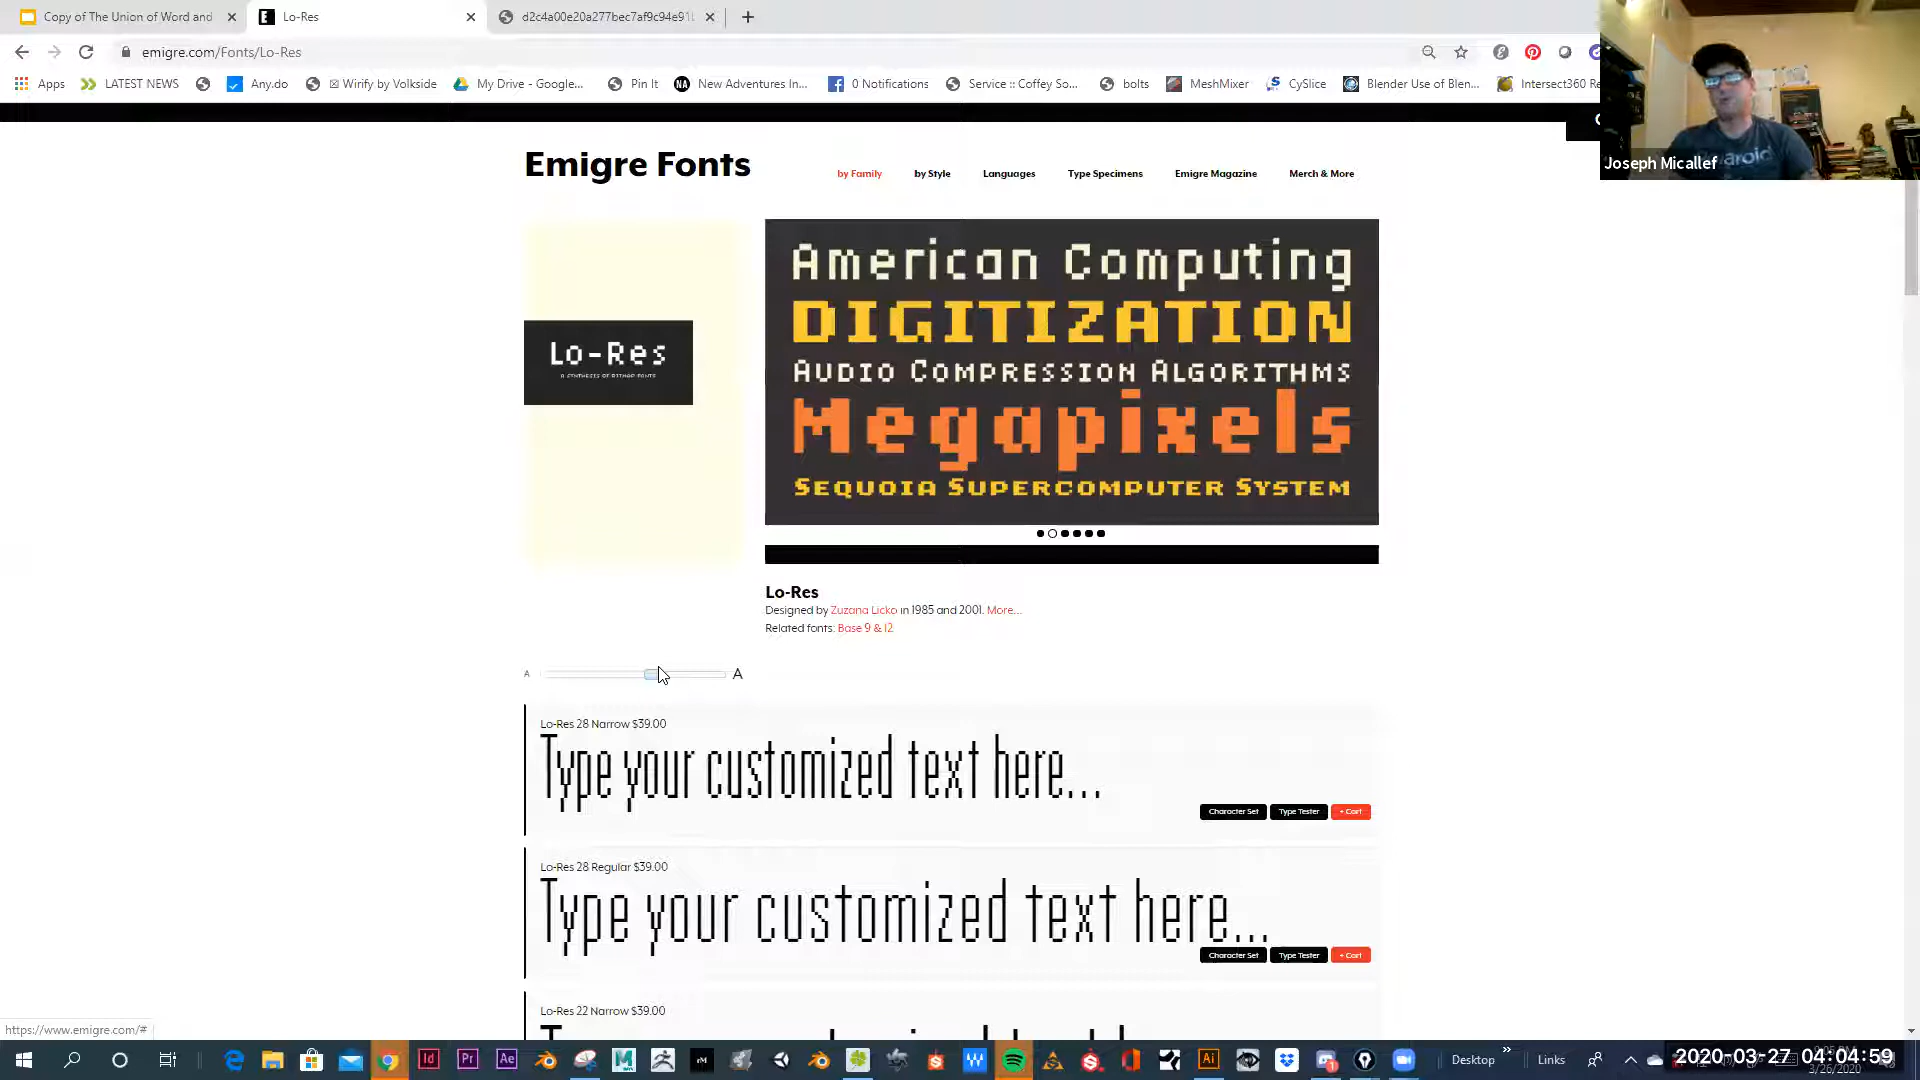 Copy of The Union of Word and
Lo-Res
d2c4a00e20a277bec7af9c94e91
emigre.com/Fonts/Lo-Res
Apps
LATEST NEWS
Any.do
Wirify by Volkside
My Drive - Google...
Pin It
New Adventures In...
0 Notifications
Service :: Coffey So...
bolts
MeshMixer
CySlice
Blender Use of Blen...
Intersect360 Re
Joseph Micallef
Emigre Fonts
by Family
by Style
Languages
Type Specimens
Emigre Magazine
Merch & More
Lo-Res
A SYNTHESIS OF BITMAP FONTS
American Computing
DIGITIZATION
AUDIO COMPRESSION ALGORITHMS
Megapixels
SEQUOIA SUPERCOMPUTER SYSTEM
Lo-Res
Designed by Zuzana Licko in 1985 and 2001. More...
Related fonts: Base 9 & 12
A
A
Lo-Res 28 Narrow $39.00
Type your customized text here...
Character Set
Type Tester
+ Cart
Lo-Res 28 Regular $39.00
Type your customized text here...
Character Set
Type Tester
+ Cart
Lo-Res 22 Narrow $39.00
https://www.emigre.com/#
Desktop
Links
2020-03-27 04:04:59
3/26/2020